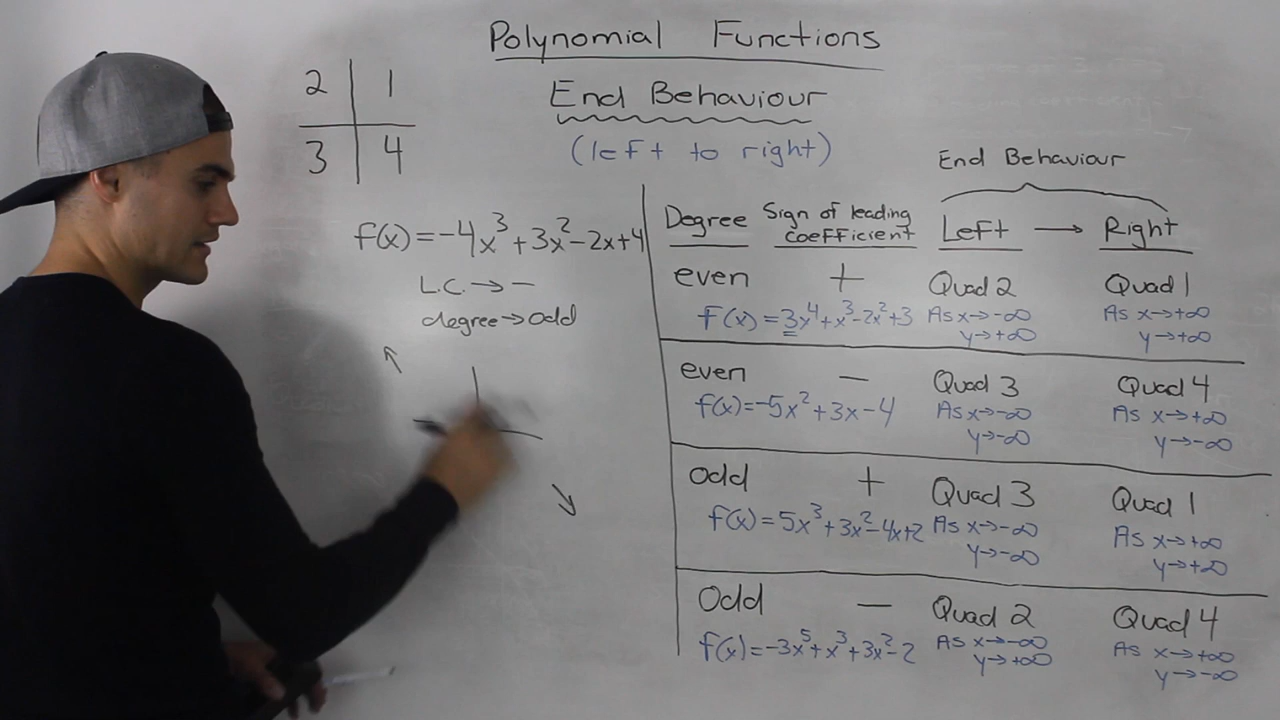 Polynomial Functions
End Behaviour
(left to right)
2 1
3 4
f(x)=-4x³+3x²-2x+4
L.C.→ -
degree→odd
End Behaviour
Degree Sign of leading coefficient Left → Right
even + Quad 2 Quad 1
f(x)=3x⁴+x³-2x²+3 As x→-∞ As x→+∞
y→+∞ y→+∞
even - Quad 3 Quad 4
f(x)=-5x²+3x-4 As x→-∞ As x→+∞
y→-∞ y→-∞
odd + Quad 3 Quad 1
f(x)=5x³+3x²-4x+2 As x→-∞ As x→+∞
y→-∞ y→+∞
Odd - Quad 2 Quad 4
f(x)=-3x⁵+x³+3x²-2 As x→-∞ As x→+∞
y→+∞ y→-∞